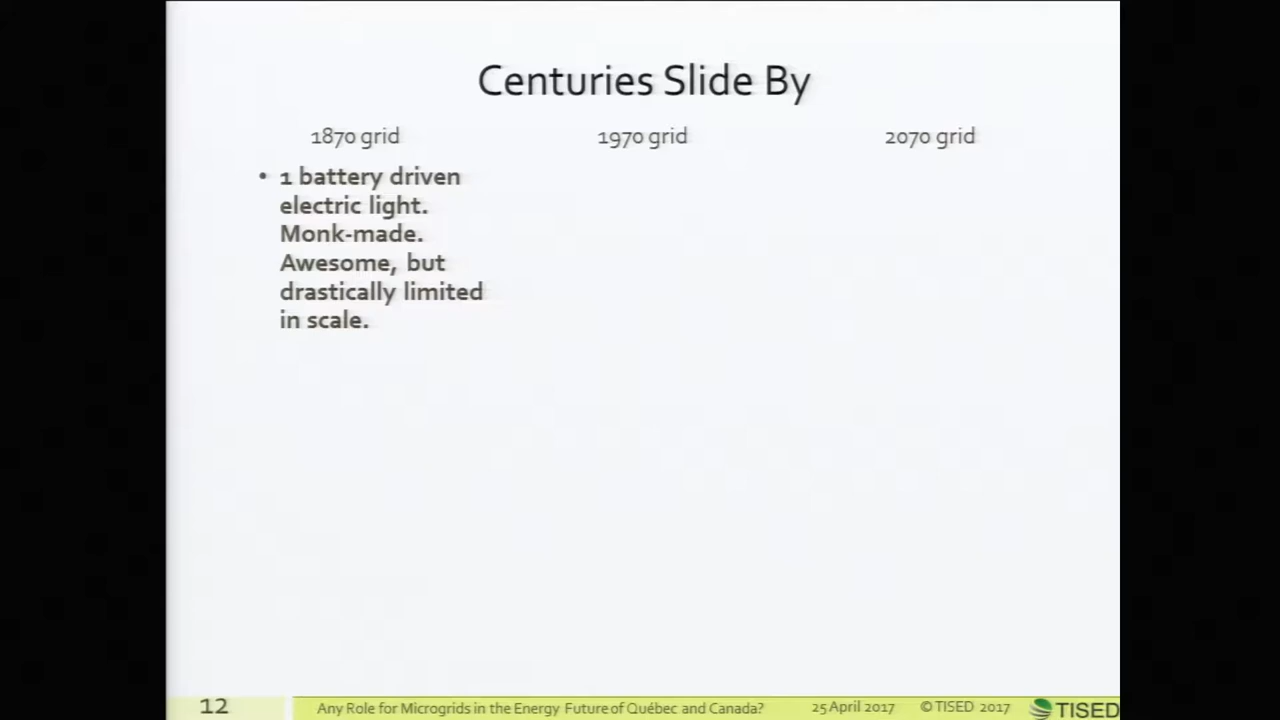 Centuries Slide By
1870 grid
1970 grid
2070 grid
• 1 battery driven
electric light.
Monk-made.
Awesome, but
drastically limited
in scale.
12
Any Role for Microgrids in the Energy Future of Québec and Canada?
25 April 2017
© TISED 2017
TISED